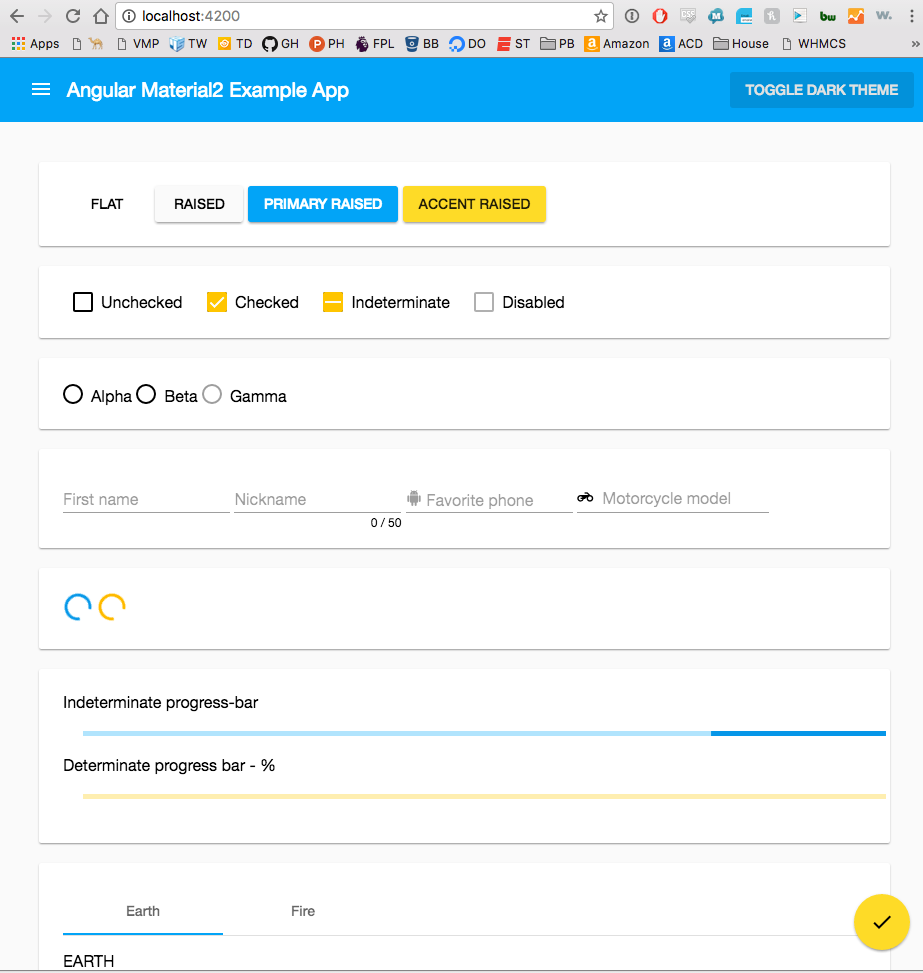 localhost:4200
Apps VMP TW TD GH PH FPL BB DO ST PB Amazon ACD House WHMCS »
Angular Material2 Example App TOGGLE DARK THEME
FLAT RAISED PRIMARY RAISED ACCENT RAISED
Unchecked Checked Indeterminate Disabled
Alpha Beta Gamma
First name Nickname Favorite phone Motorcycle model
0 / 50
Indeterminate progress-bar
Determinate progress bar - %
Earth Fire
EARTH